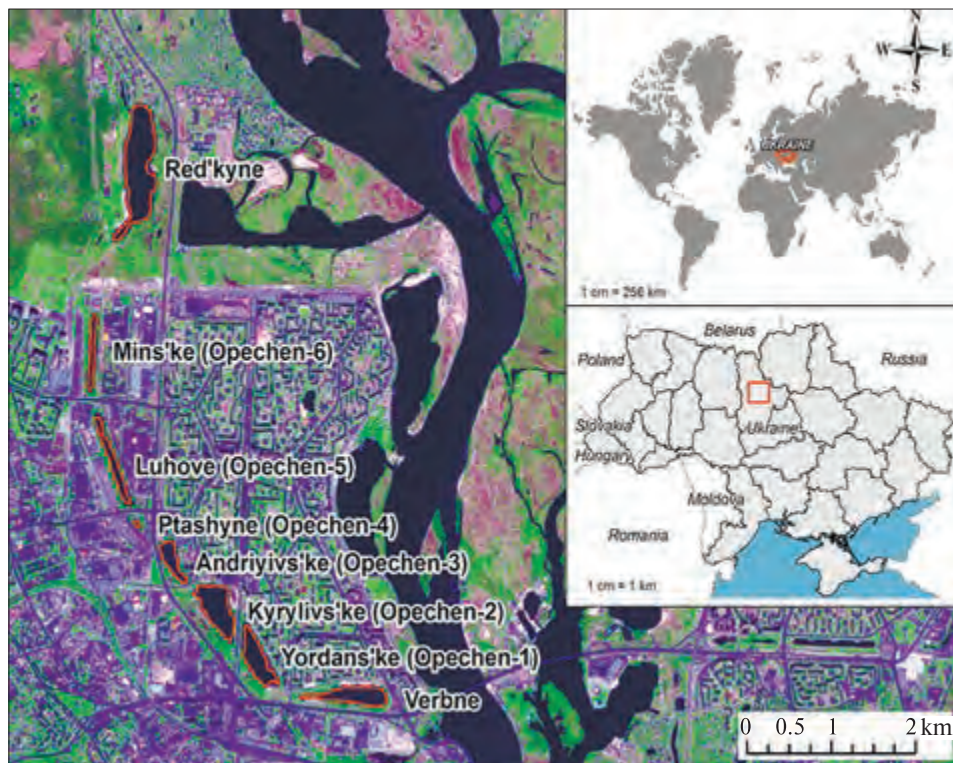 Red'kyne
Mins'ke (Opechen-6)
Luhove (Opechen-5)
Ptashyne (Opechen-4)
Andriyivs'ke (Opechen-3)
Kyrylivs'ke (Opechen-2)
Yordans'ke (Opechen-1)
Verbne
N
W E
S
UKRAINE
1 cm = 256 km
Belarus
Poland
Russia
Slovakia
Ukraine
Hungary
Moldova
Romania
1 cm = 1 km
0 0.5 1 2 km